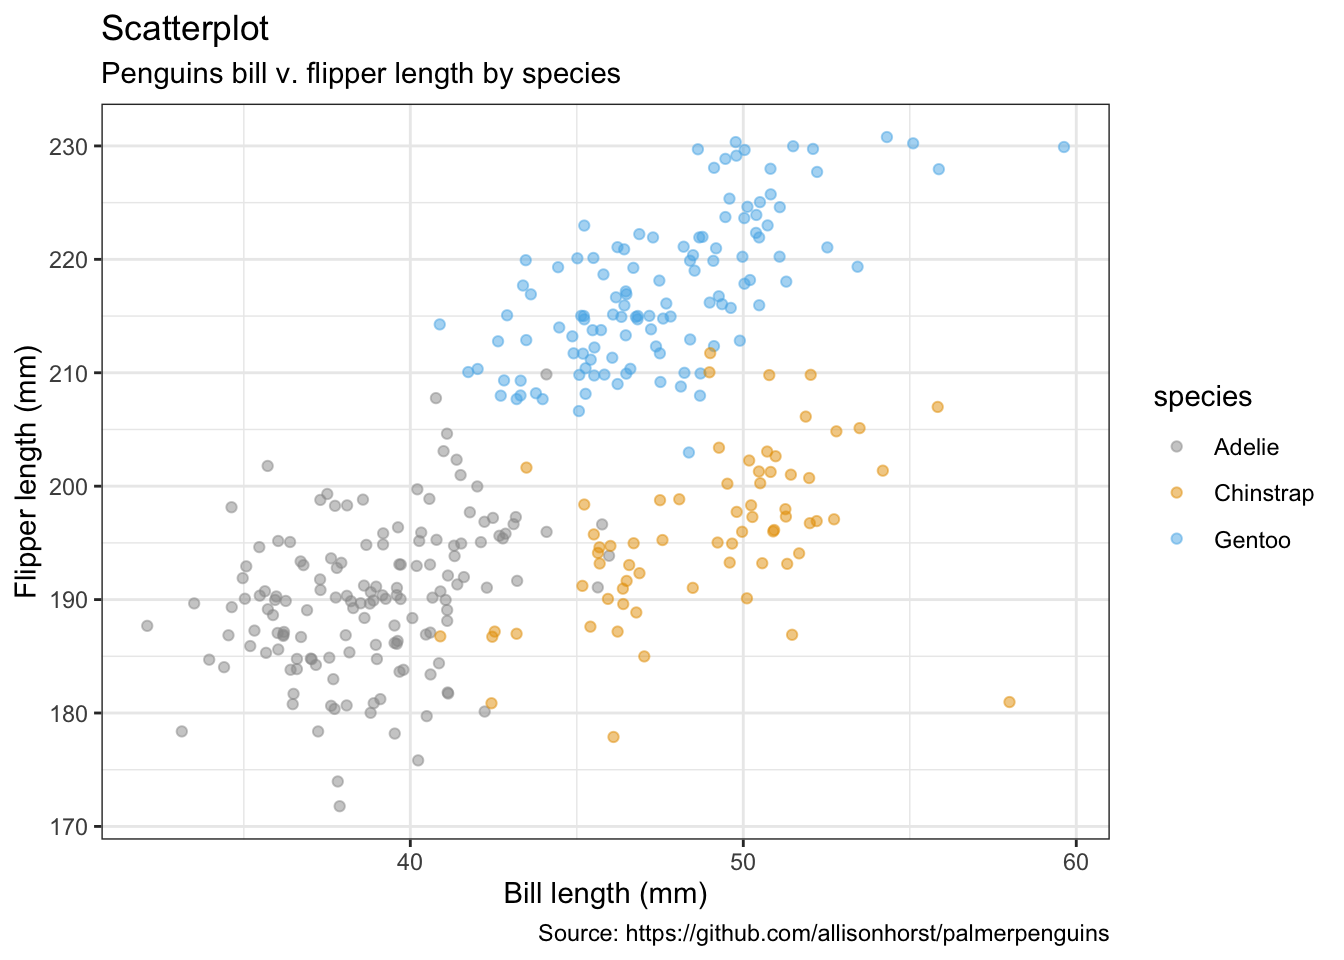 Scatterplot
Penguins bill v. flipper length by species
230
220
210
200
190
180
170
Flipper length (mm)
40 50 60
Bill length (mm)
species
Adelie
Chinstrap
Gentoo
Source: https://github.com/allisonhorst/palmerpenguins